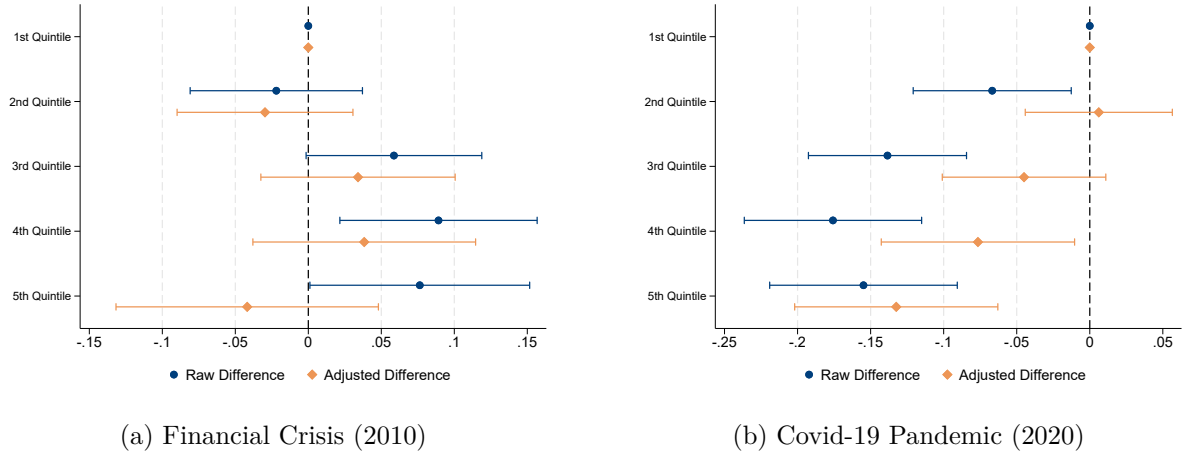 1st Quintile
2nd Quintile
3rd Quintile
4th Quintile
5th Quintile
-.15 -.1 -.05 0 .05 .1 .15
Raw Difference Adjusted Difference
(a) Financial Crisis (2010)
1st Quintile
2nd Quintile
3rd Quintile
4th Quintile
5th Quintile
-.25 -.2 -.15 -.1 -.05 0 .05
Raw Difference Adjusted Difference
(b) Covid-19 Pandemic (2020)